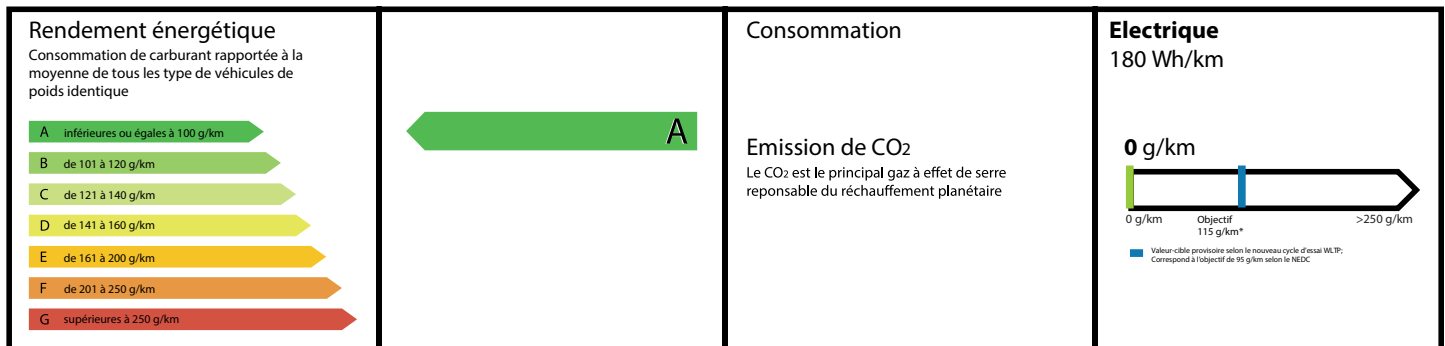 Rendement énergétique
Consommation de carburant rapportée à la
moyenne de tous les type de véhicules de
poids identique
A inférieures ou égales à 100 g/km
B de 101 à 120 g/km
C de 121 à 140 g/km
D de 141 à 160 g/km
E de 161 à 200 g/km
F de 201 à 250 g/km
G supérieures à 250 g/km
A
Consommation
Emission de CO2
Le CO2 est le principal gaz à effet de serre
reponsable du réchauffement planétaire
Electrique
180 Wh/km
0 g/km
0 g/km Objectif >250 g/km
115 g/km*
Valeur-cible provisoire selon le nouveau cycle d'essai WLTP;
Correspond à l'objectif de 95 g/km selon le NEDC